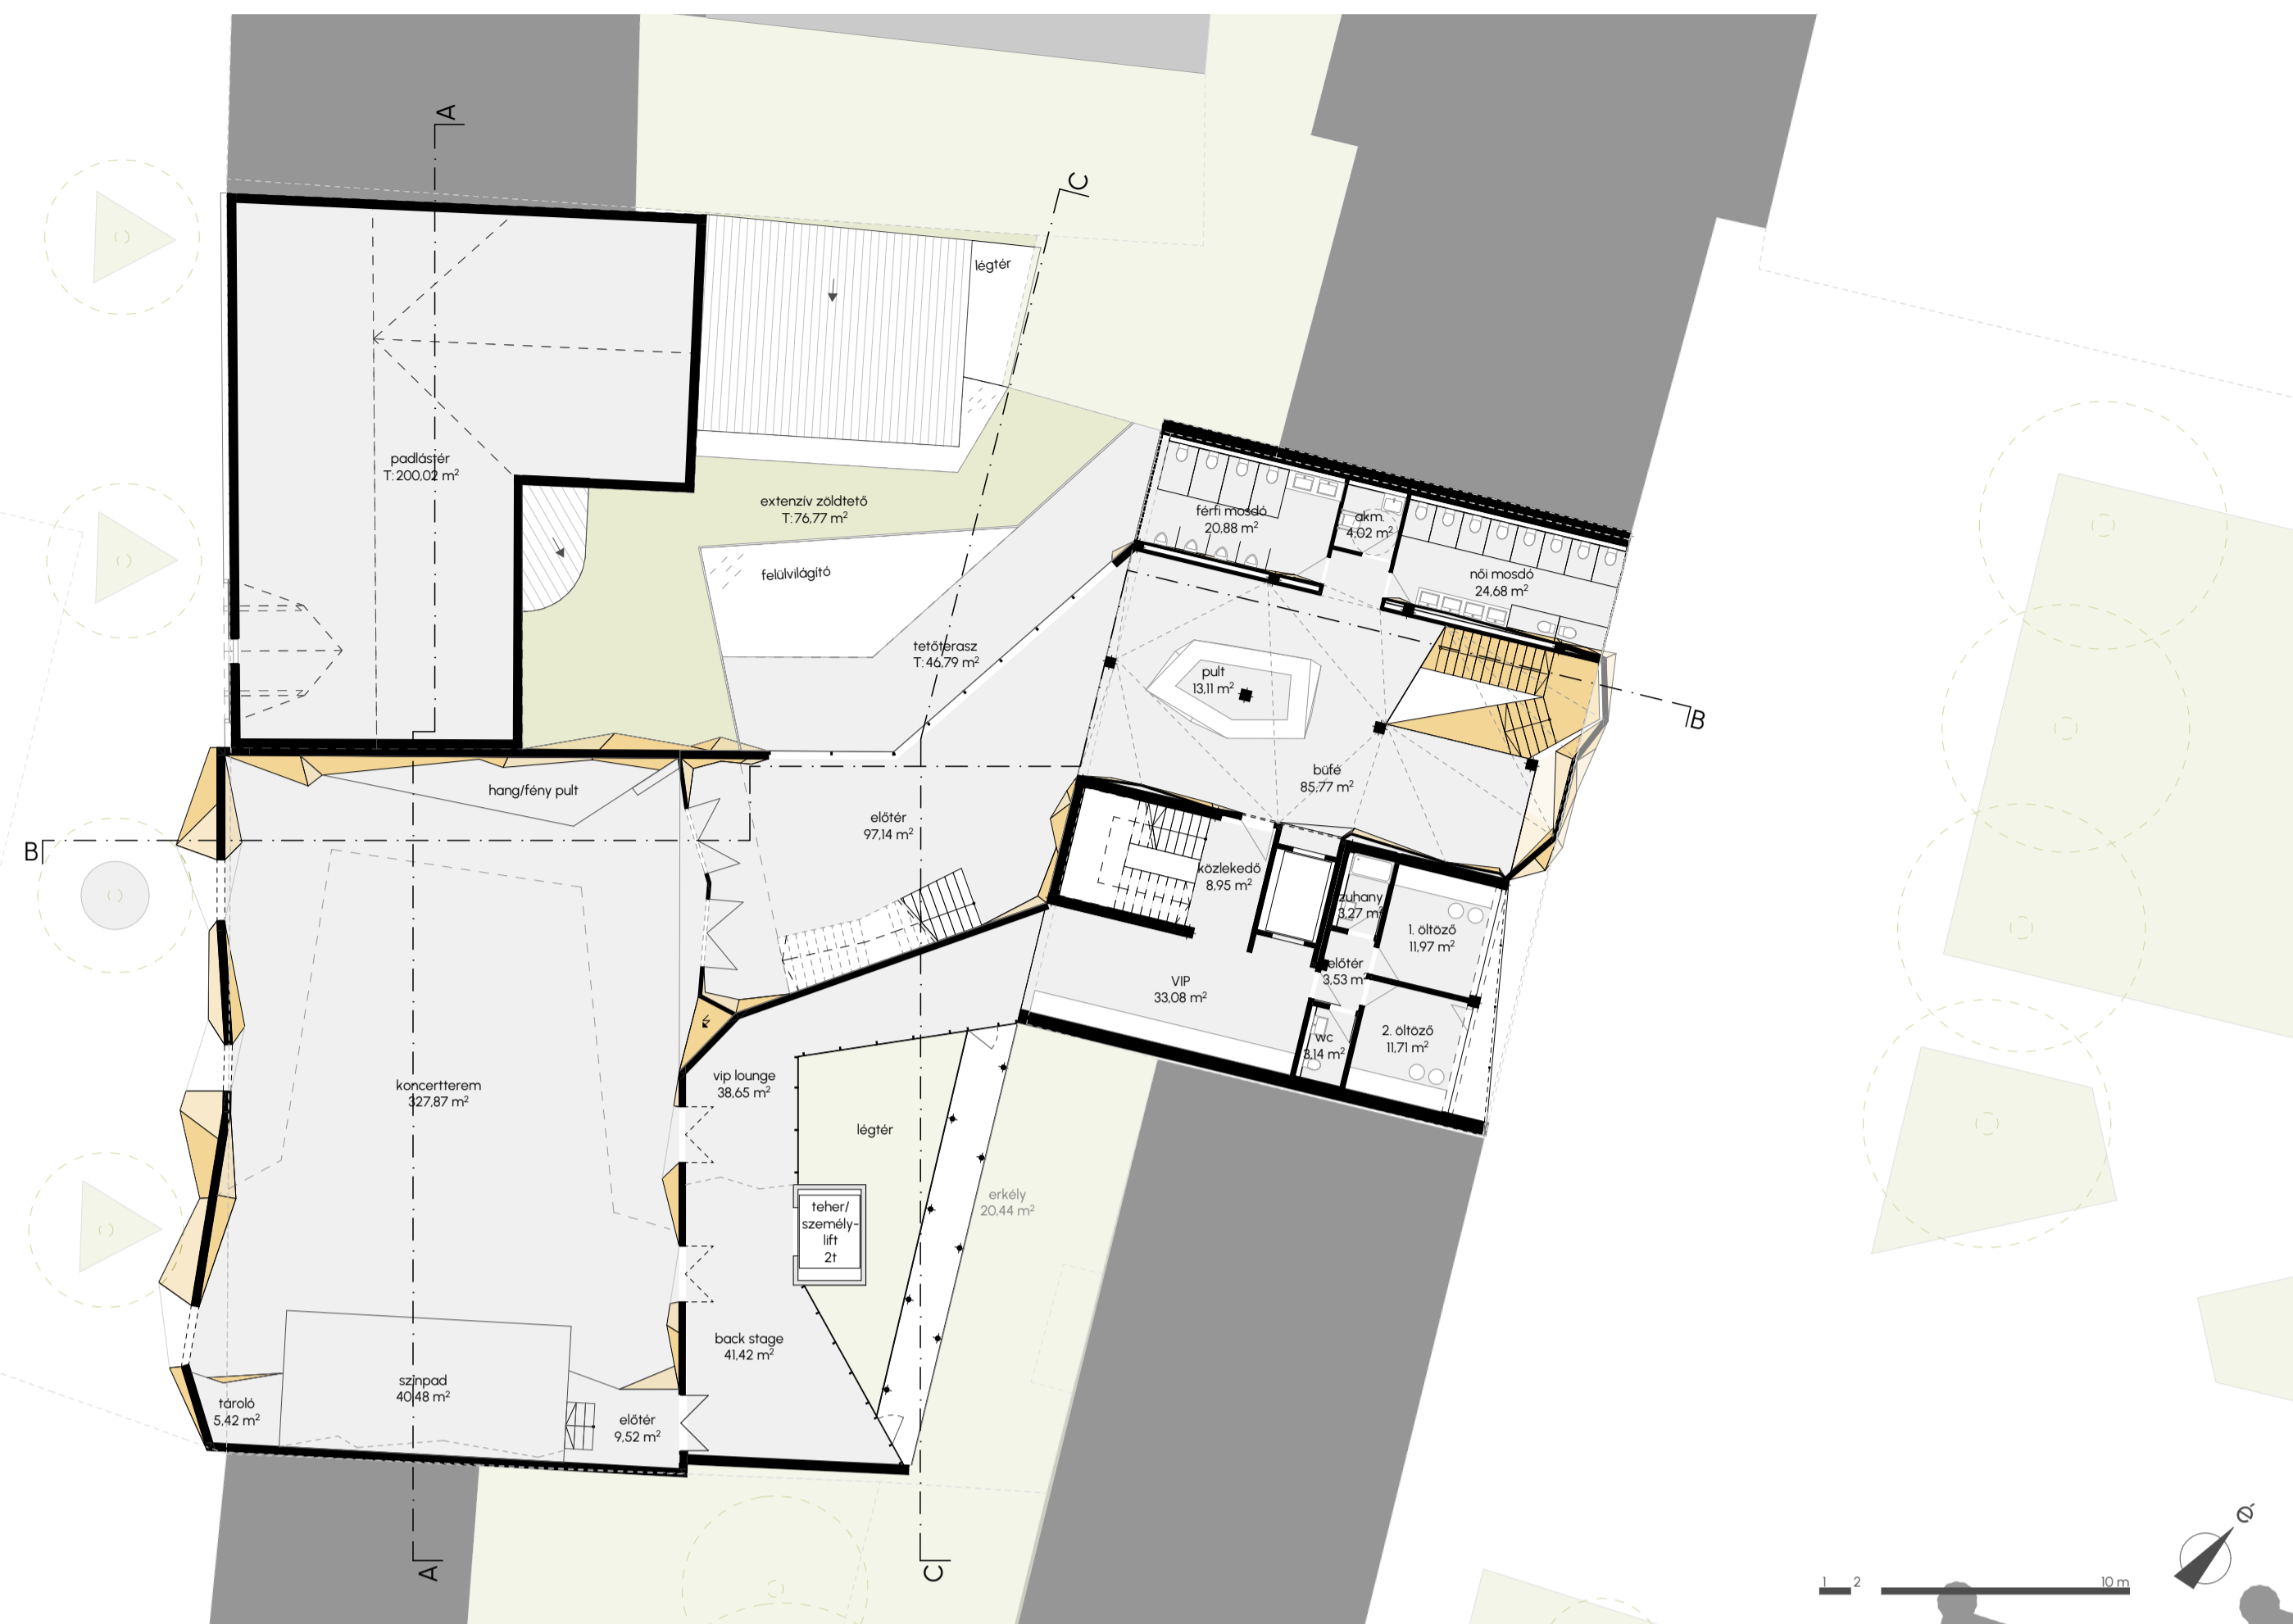 A
C
légtér
padlástér
T: 200,02 m²
extenzív zöldtető
T: 76,77 m²
férfi mosdó
20,88 m²
akm.
4,02 m²
felülvilágító
női mosdó
24,68 m²
tetőterasz
T: 46,79 m²
pult
13,11 m²
B
büfé
85,77 m²
hang/fény pult
előtér
97,14 m²
B
közlekedő
8,95 m²
zuhany
3,27 m²
1. öltöző
11,97 m²
előtér
3,53 m²
VIP
33,08 m²
wc
3,14 m²
2. öltöző
11,71 m²
koncertterem
327,87 m²
vip lounge
38,65 m²
légtér
erkély
20,44 m²
teher/
személy-
lift
2t
back stage
41,42 m²
színpad
40,48 m²
tároló
5,42 m²
előtér
9,52 m²
A
C
é
1 2 10 m